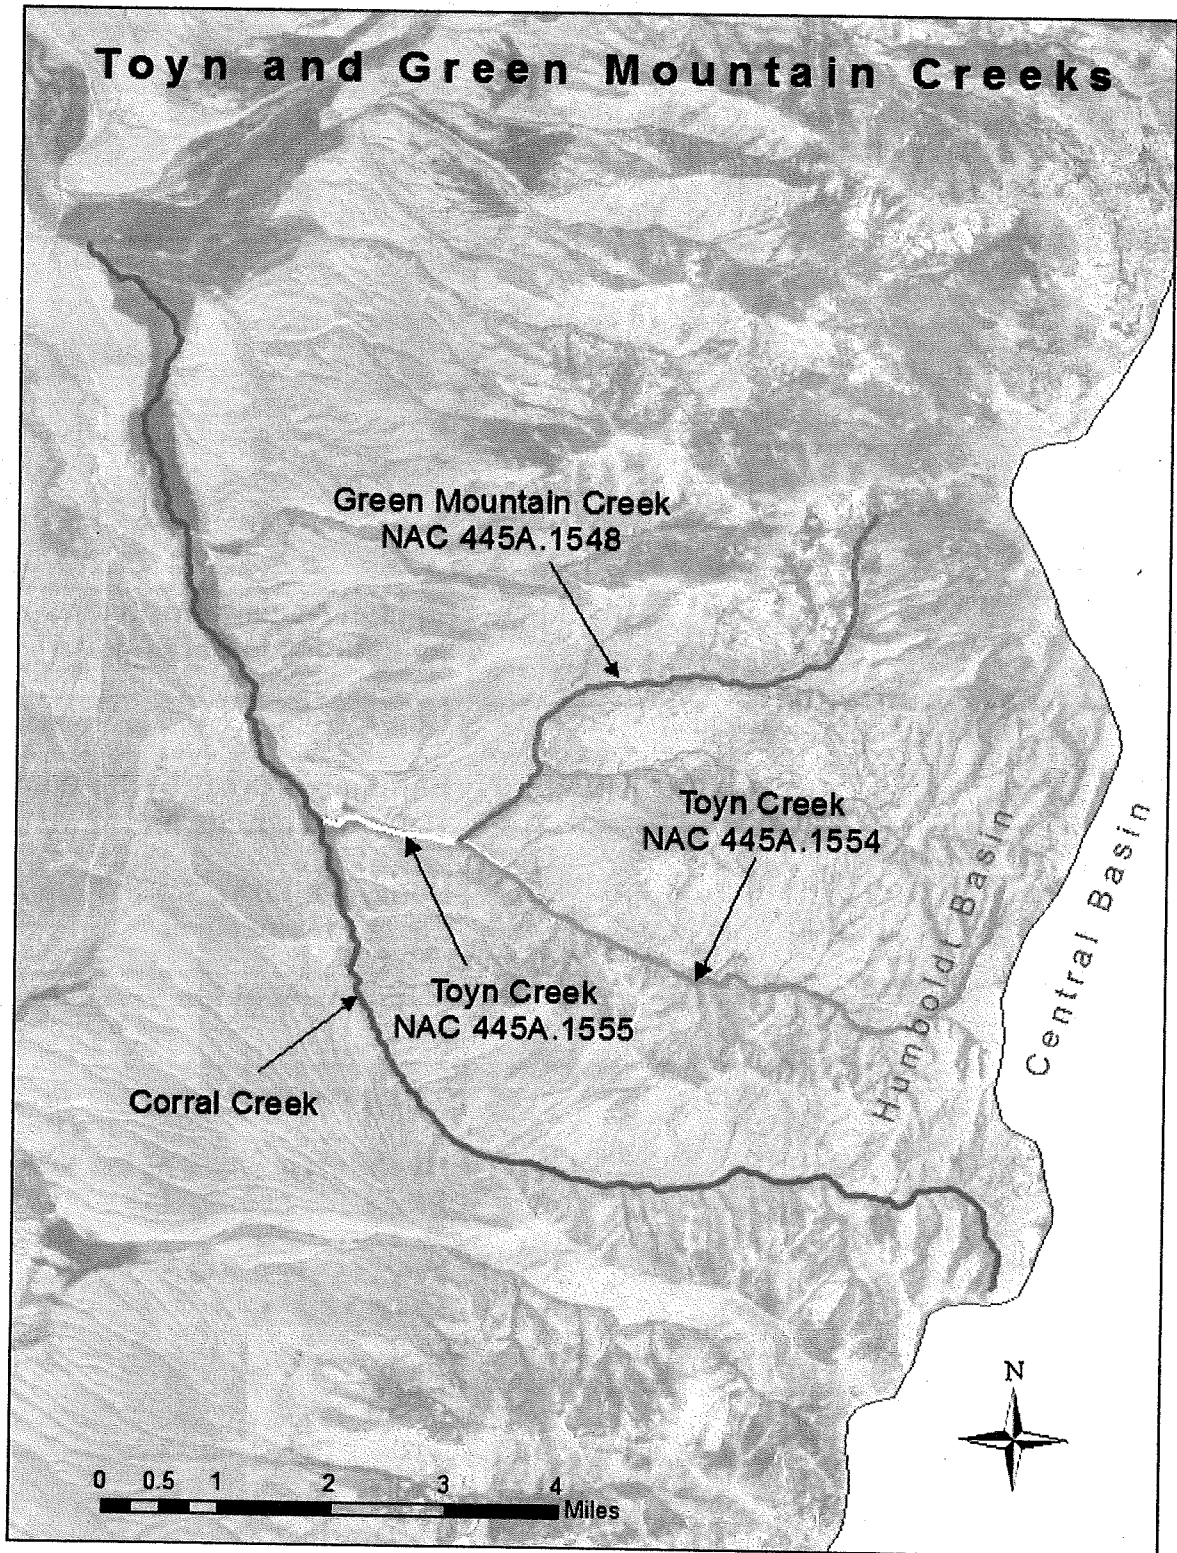 Toyn and Green Mountain Creeks
Green Mountain Creek
NAC 445A.1548
Toyn Creek
NAC 445A.1554
Humboldt Basin
Central Basin
Toyn Creek
NAC 445A.1555
Corral Creek
N
0 0.5 1 2 3 4
Miles